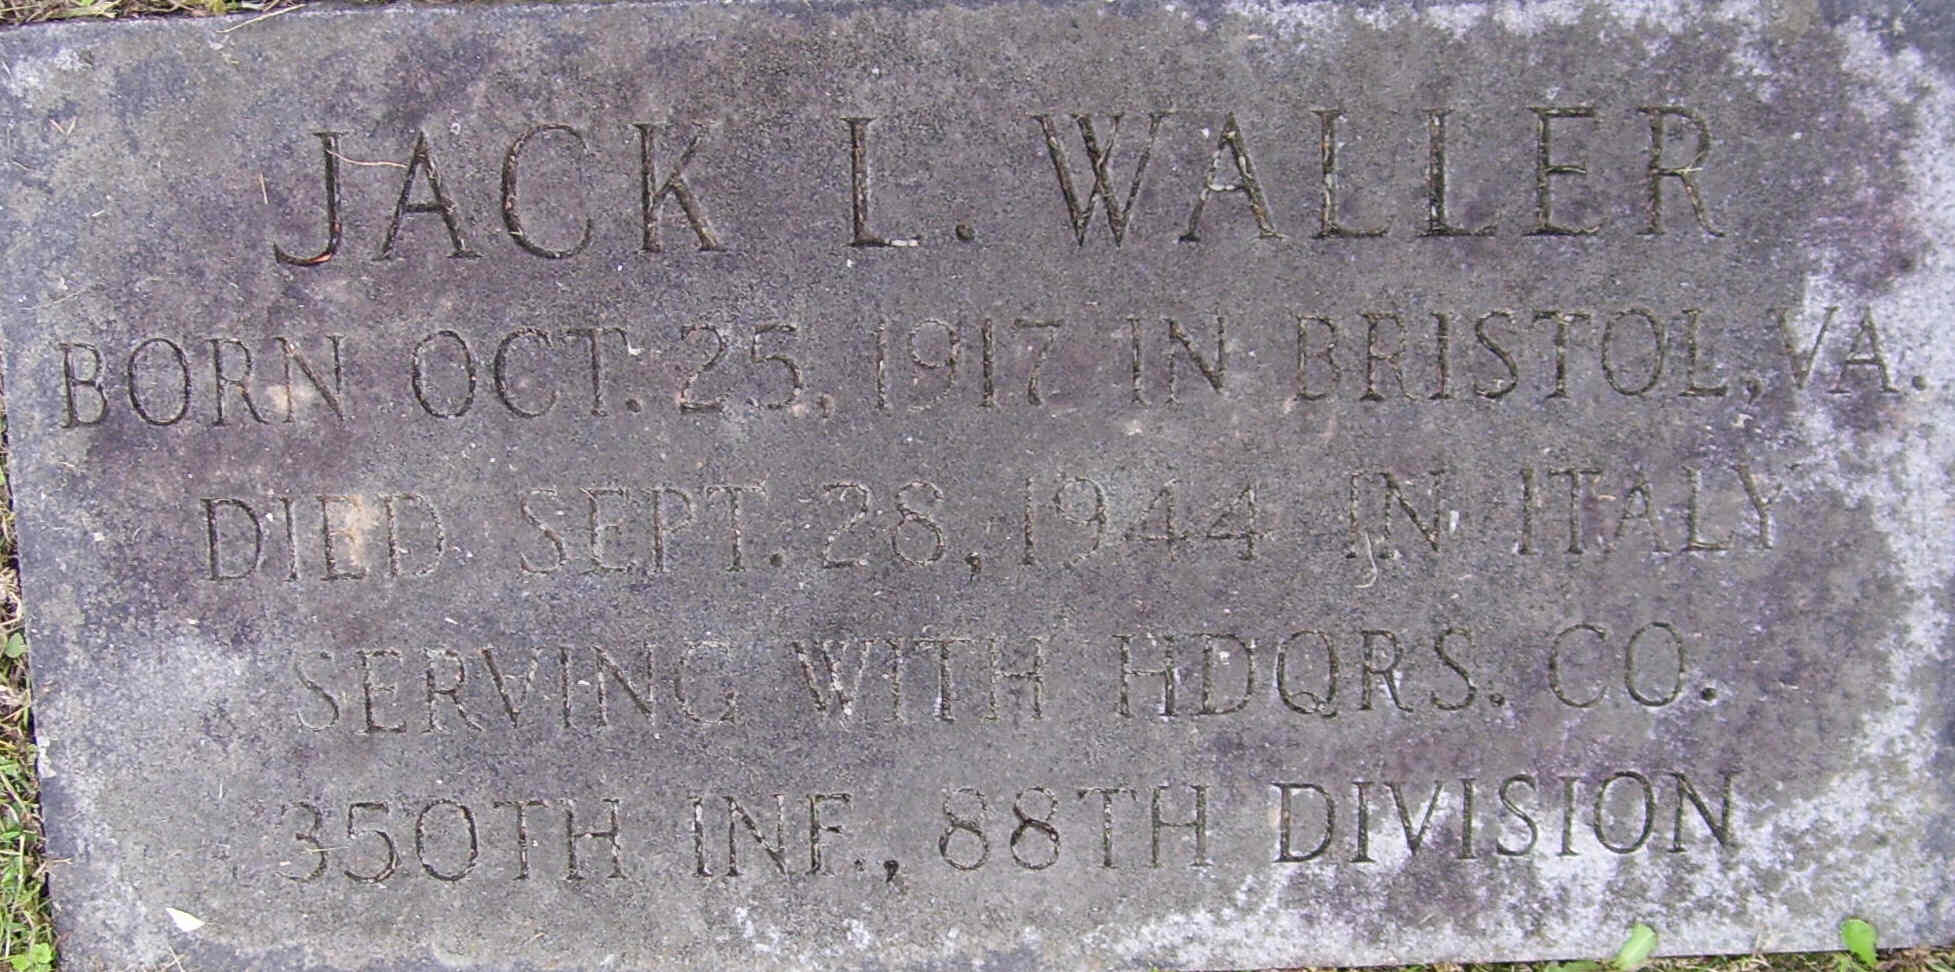 JACK L. WALLER
BORN OCT. 25, 1917 IN BRISTOL, VA.
DIED SEPT. 28, 1944 IN ITALY
SERVING WITH HDQRS. CO.
350TH INF., 88TH DIVISION